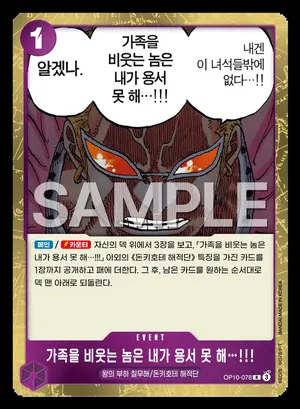 1
알겠나.
가족을
비웃는 놈은
내가 용서
못 해…!!!
내겐
이 녀석들밖에
없다…!!
SAMPLE
메인 / 카운터 자신의 덱 위에서 3장을 보고, 「가족을 비웃는 놈은
내가 용서 못 해…!!!」 이외의 《돈키호테 해적단》 특징을 가진 카드를
1장까지 공개하고 패에 더한다. 그 후, 남은 카드를 원하는 순서대로
덱 맨 아래로 되돌린다.
EVENT
가족을 비웃는 놈은 내가 용서 못 해…!!!
왕의 부하 칠무해/돈키호테 해적단
OP10-078 R 3